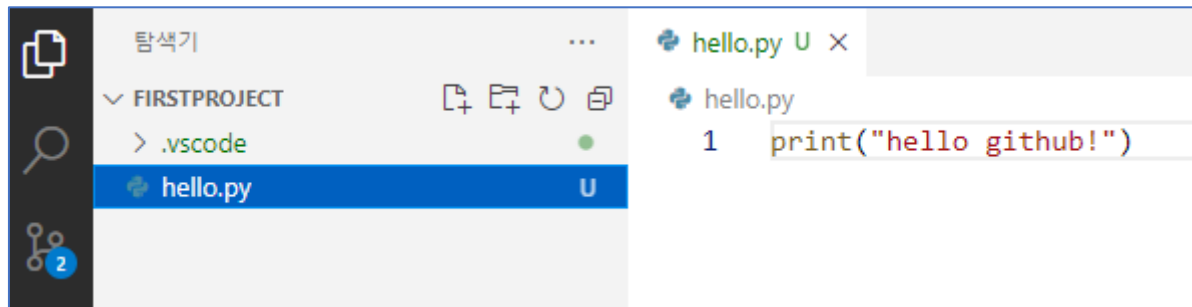 탐색기 ...
FIRSTPROJECT
.vscode
hello.py U
2
hello.py U
hello.py
1 print("hello github!")